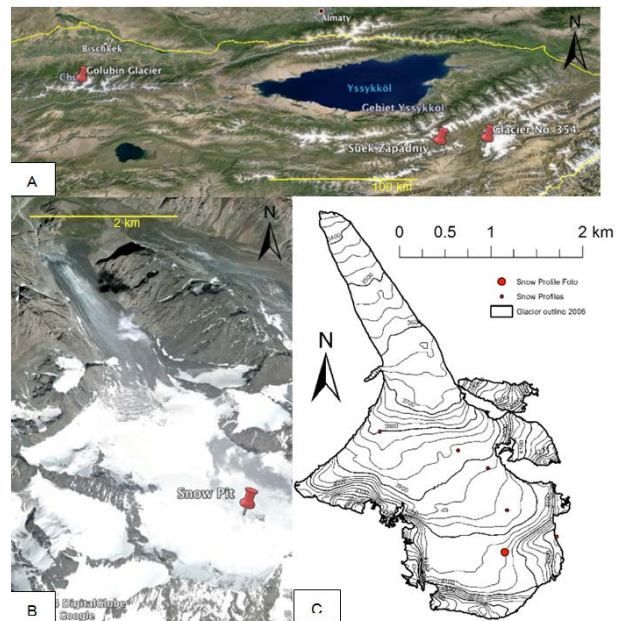 Almaty
N
Bischkek
Golubin Glacier
Yssykköl
Gebiet Yssykkol
Suek Zapadniy
Glacier No. 354
100 km
A
2 km
N
Snow Pit
DigitalGlobe
Google
B
0 0.5 1 2 km
Snow Profile Foto
Snow Profiles
Glacier outline 2006
N
C